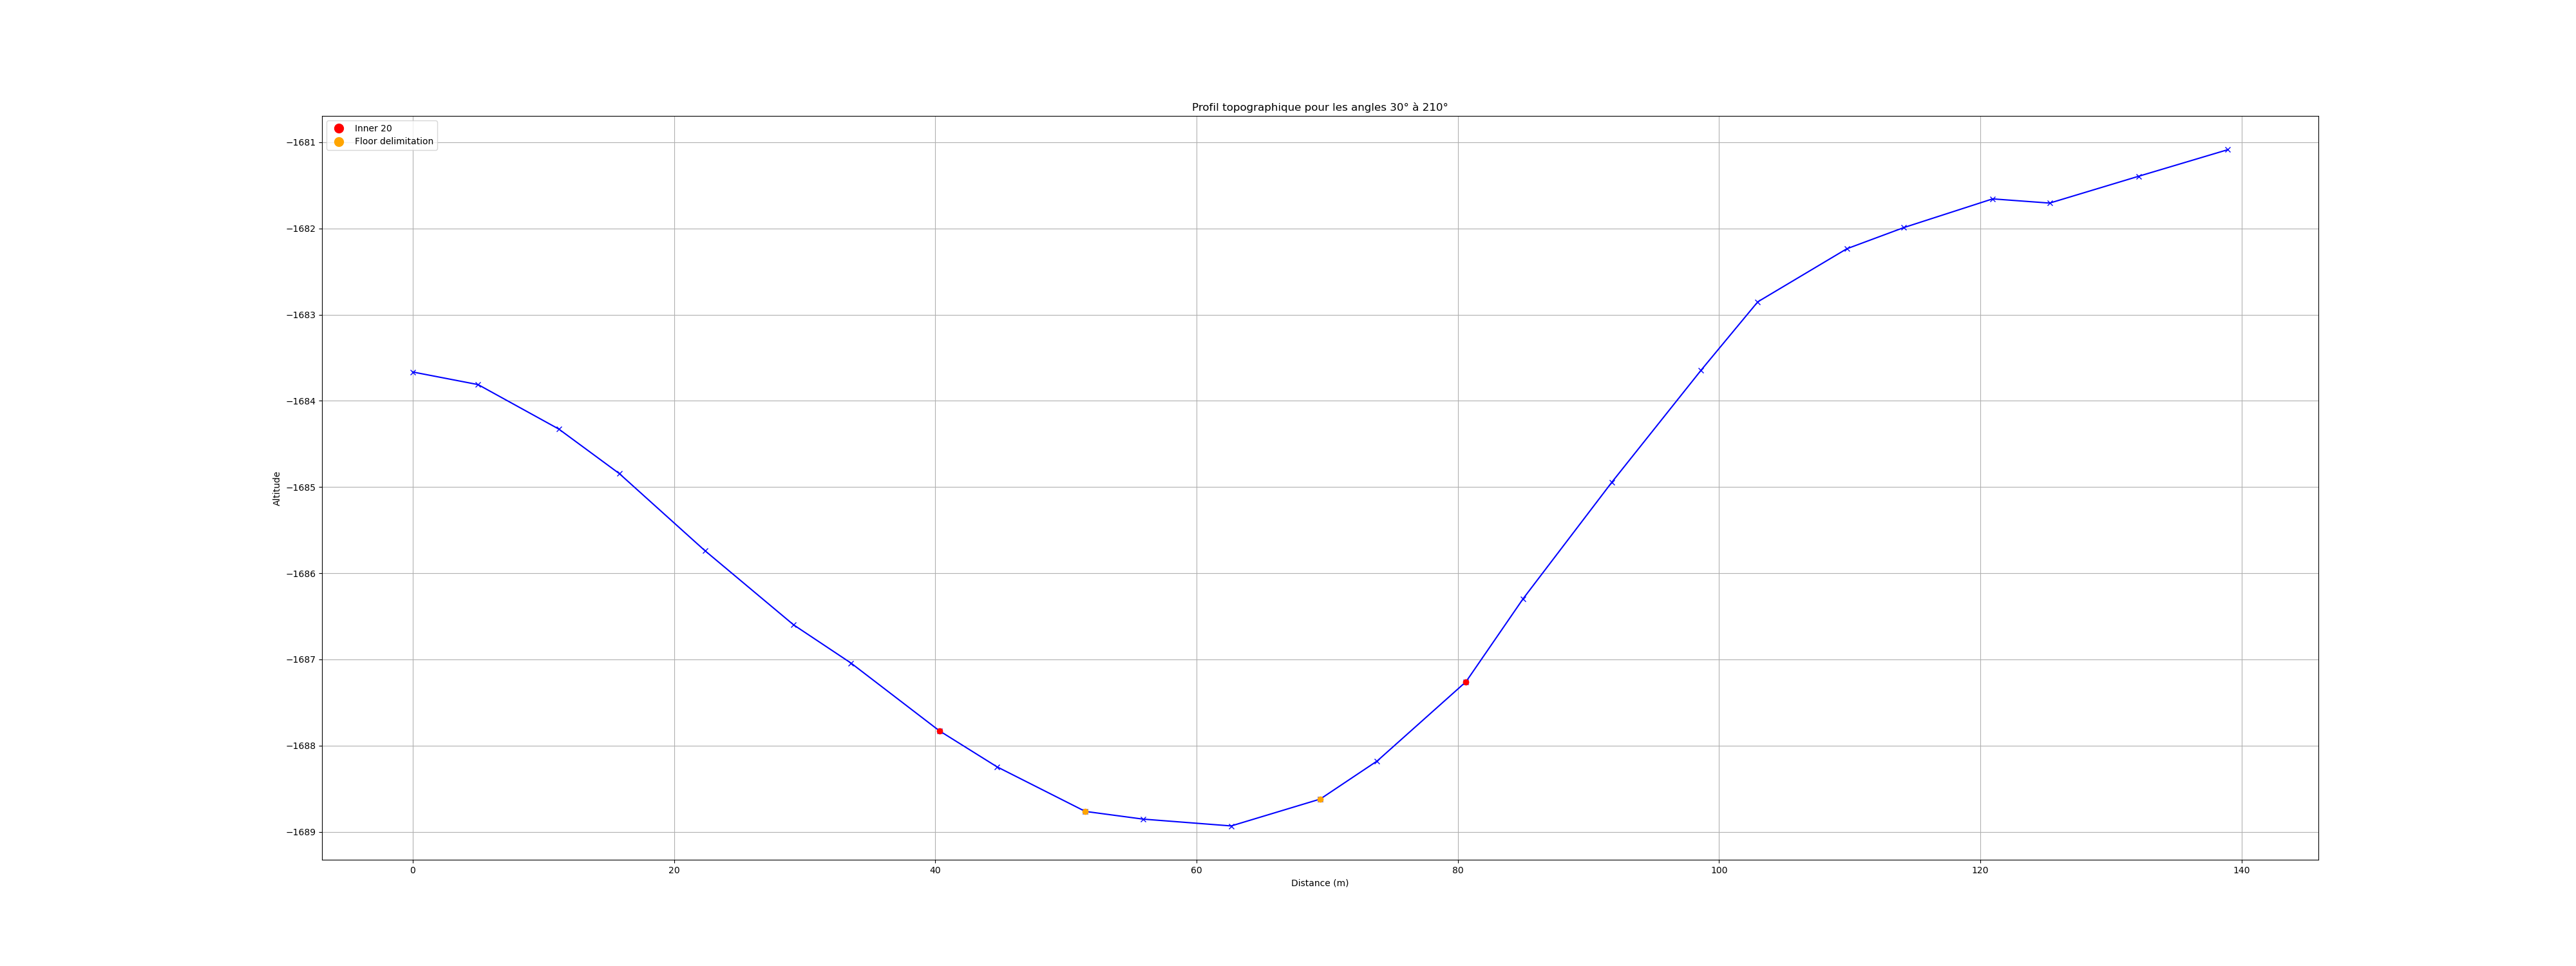 Profil topographique pour les angles 30° à 210°
Inner 20
Floor delimitation
−1681
−1682
−1683
−1684
−1685
−1686
−1687
−1688
−1689
Altitude
0 20 40 60 80 100 120 140
Distance (m)